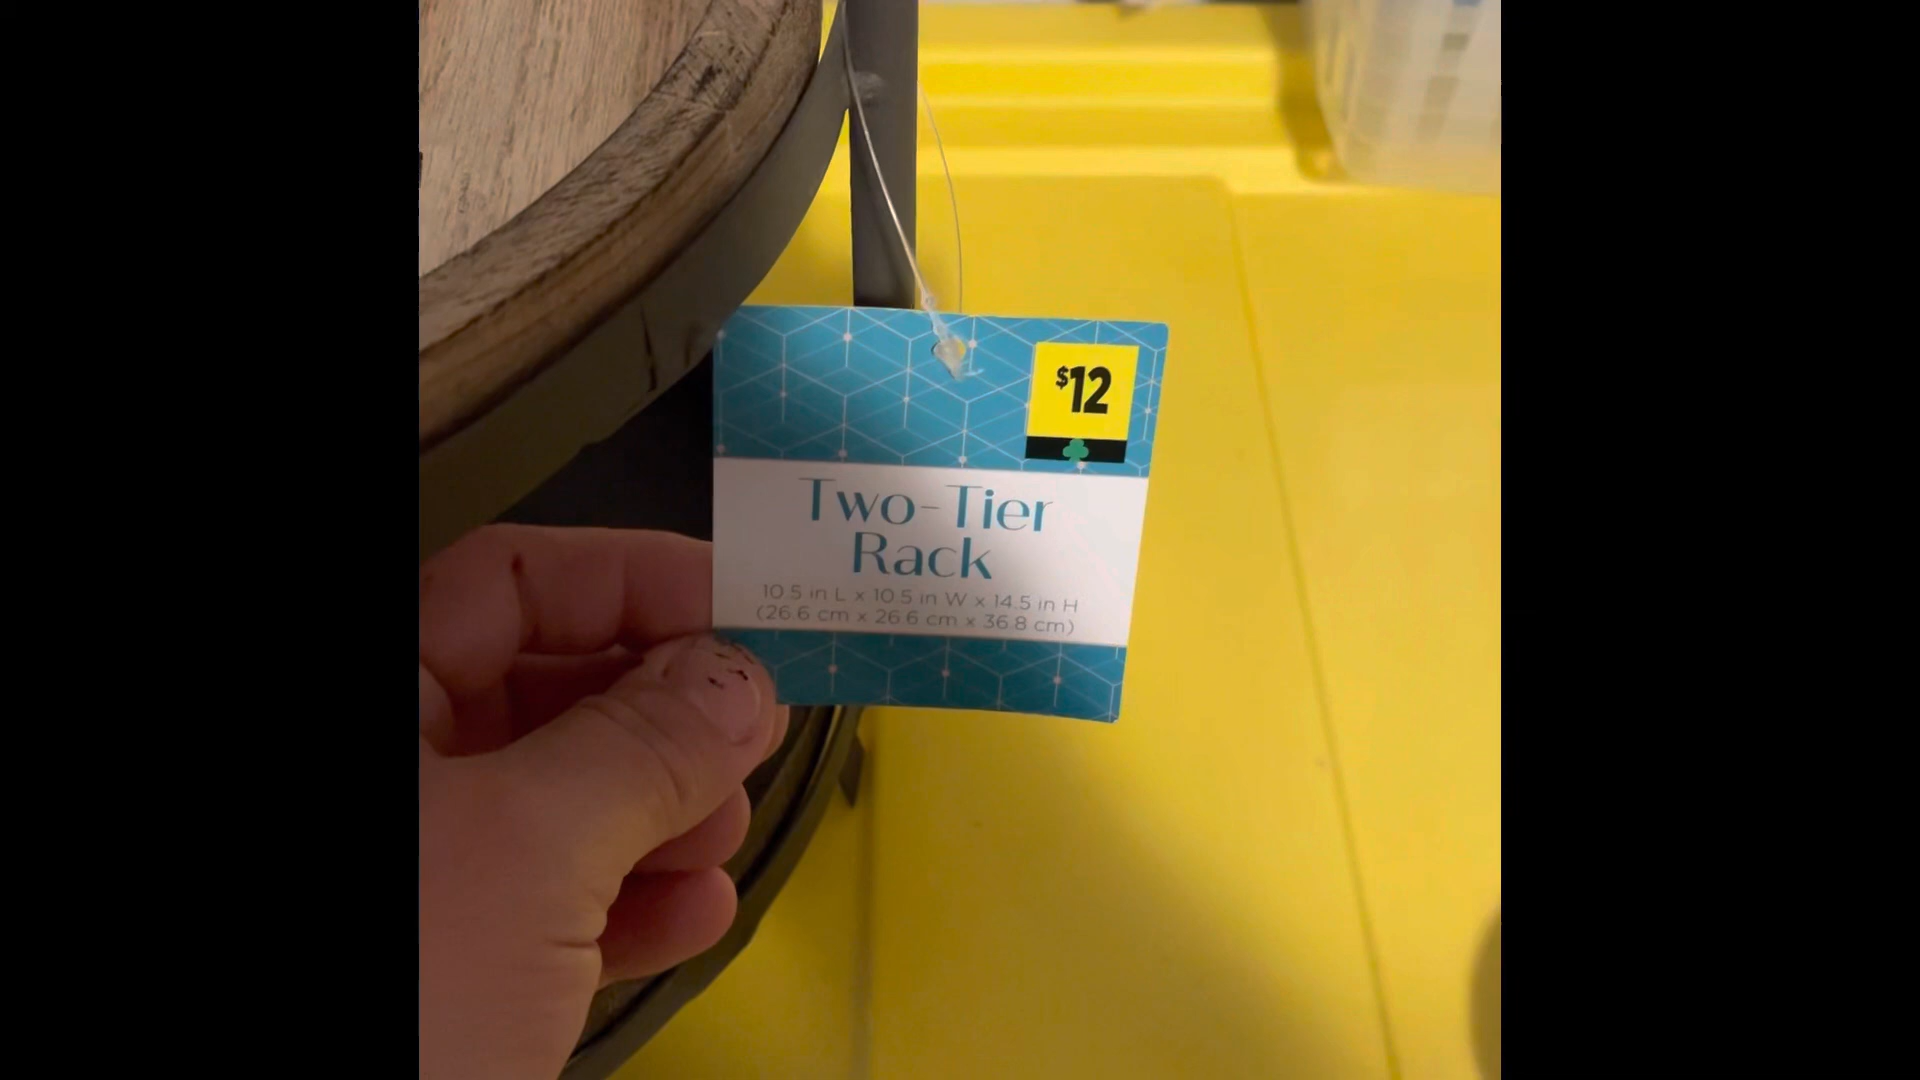 $12
Two-Tier
Rack
10.5 in L x 10.5 in W x 14.5 in H
(26.6 cm x 26.6 cm x 36.8 cm)